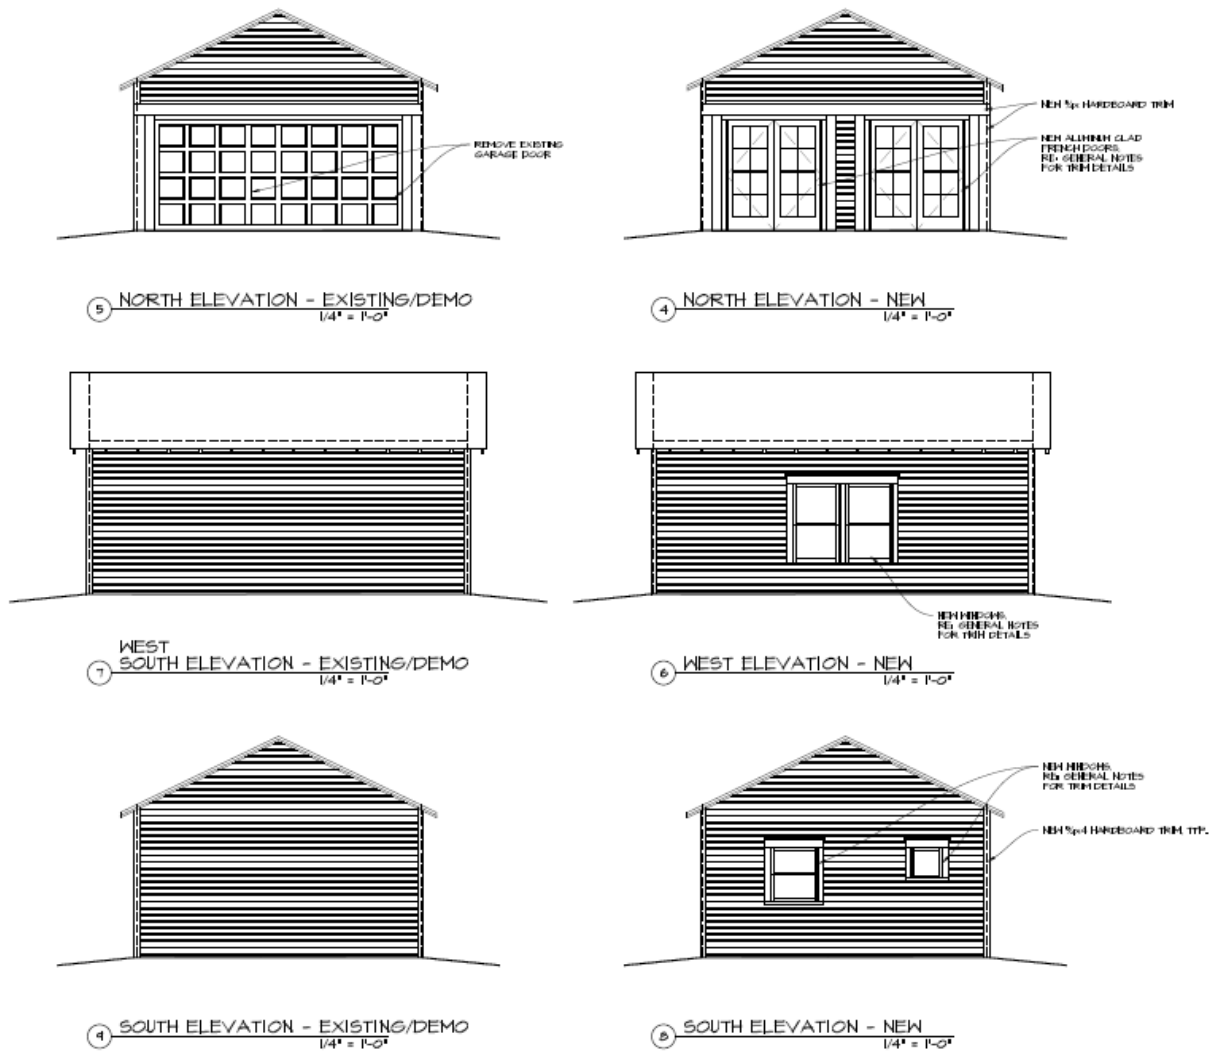 REMOVE EXISTING
GARAGE DOOR
5 NORTH ELEVATION - EXISTING/DEMO
1/4" = 1'-0"
NEW HARDBOARD TRIM
NEW ALUMINUM CLAD
FRENCH DOORS.
RE: GENERAL NOTES
FOR TRIM DETAILS
4 NORTH ELEVATION - NEW
1/4" = 1'-0"
WEST
7 SOUTH ELEVATION - EXISTING/DEMO
1/4" = 1'-0"
NEW WINDOWS.
RE: GENERAL NOTES
FOR TRIM DETAILS
6 WEST ELEVATION - NEW
1/4" = 1'-0"
9 SOUTH ELEVATION - EXISTING/DEMO
1/4" = 1'-0"
NEW WINDOWS.
RE: GENERAL NOTES
FOR TRIM DETAILS
NEW HARDBOARD TRIM, TYP.
8 SOUTH ELEVATION - NEW
1/4" = 1'-0"